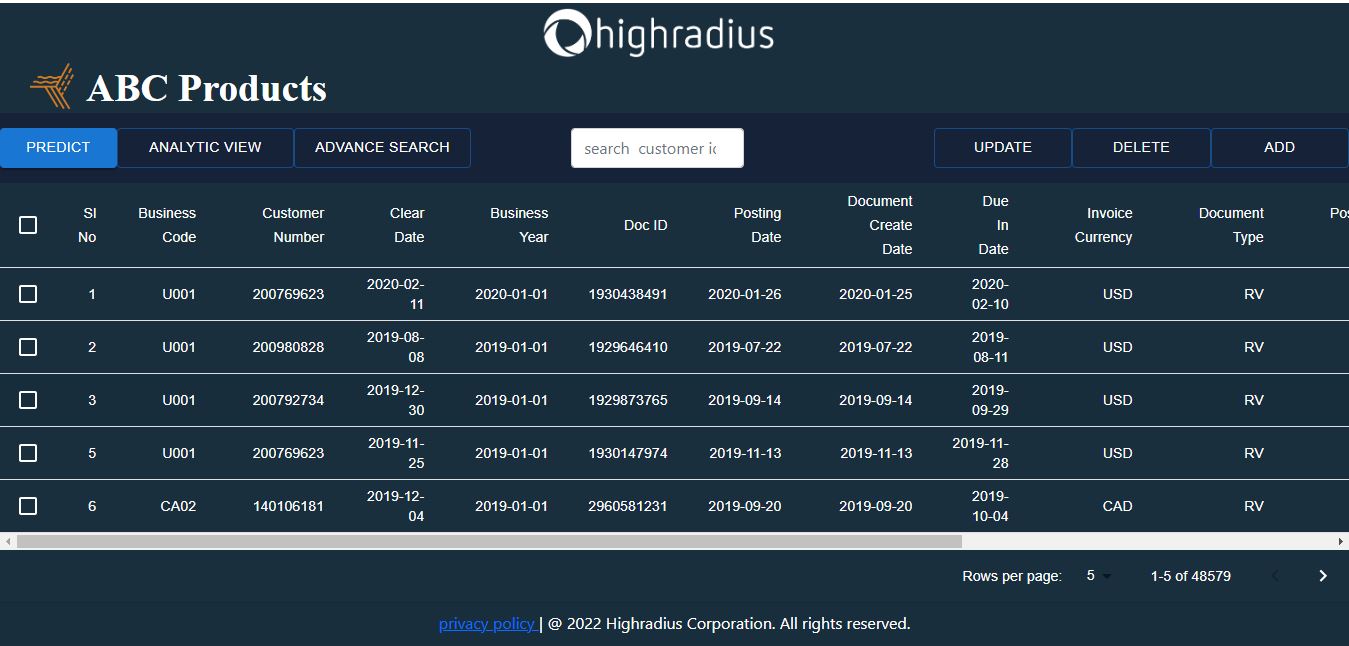 highradius
ABC Products
PREDICT ANALYTIC VIEW ADVANCE SEARCH search customer ic UPDATE DELETE ADD
Sl No Business Code Customer Number Clear Date Business Year Doc ID Posting Date Document Create Date Due In Date Invoice Currency Document Type Pos
1 U001 200769623 2020-02-11 2020-01-01 1930438491 2020-01-26 2020-01-25 2020-02-10 USD RV
2 U001 200980828 2019-08-08 2019-01-01 1929646410 2019-07-22 2019-07-22 2019-08-11 USD RV
3 U001 200792734 2019-12-30 2019-01-01 1929873765 2019-09-14 2019-09-14 2019-09-29 USD RV
5 U001 200769623 2019-11-25 2019-01-01 1930147974 2019-11-13 2019-11-13 2019-11-28 USD RV
6 CA02 140106181 2019-12-04 2019-01-01 2960581231 2019-09-20 2019-09-20 2019-10-04 CAD RV
Rows per page: 5 1-5 of 48579
privacy policy | @ 2022 Highradius Corporation. All rights reserved.